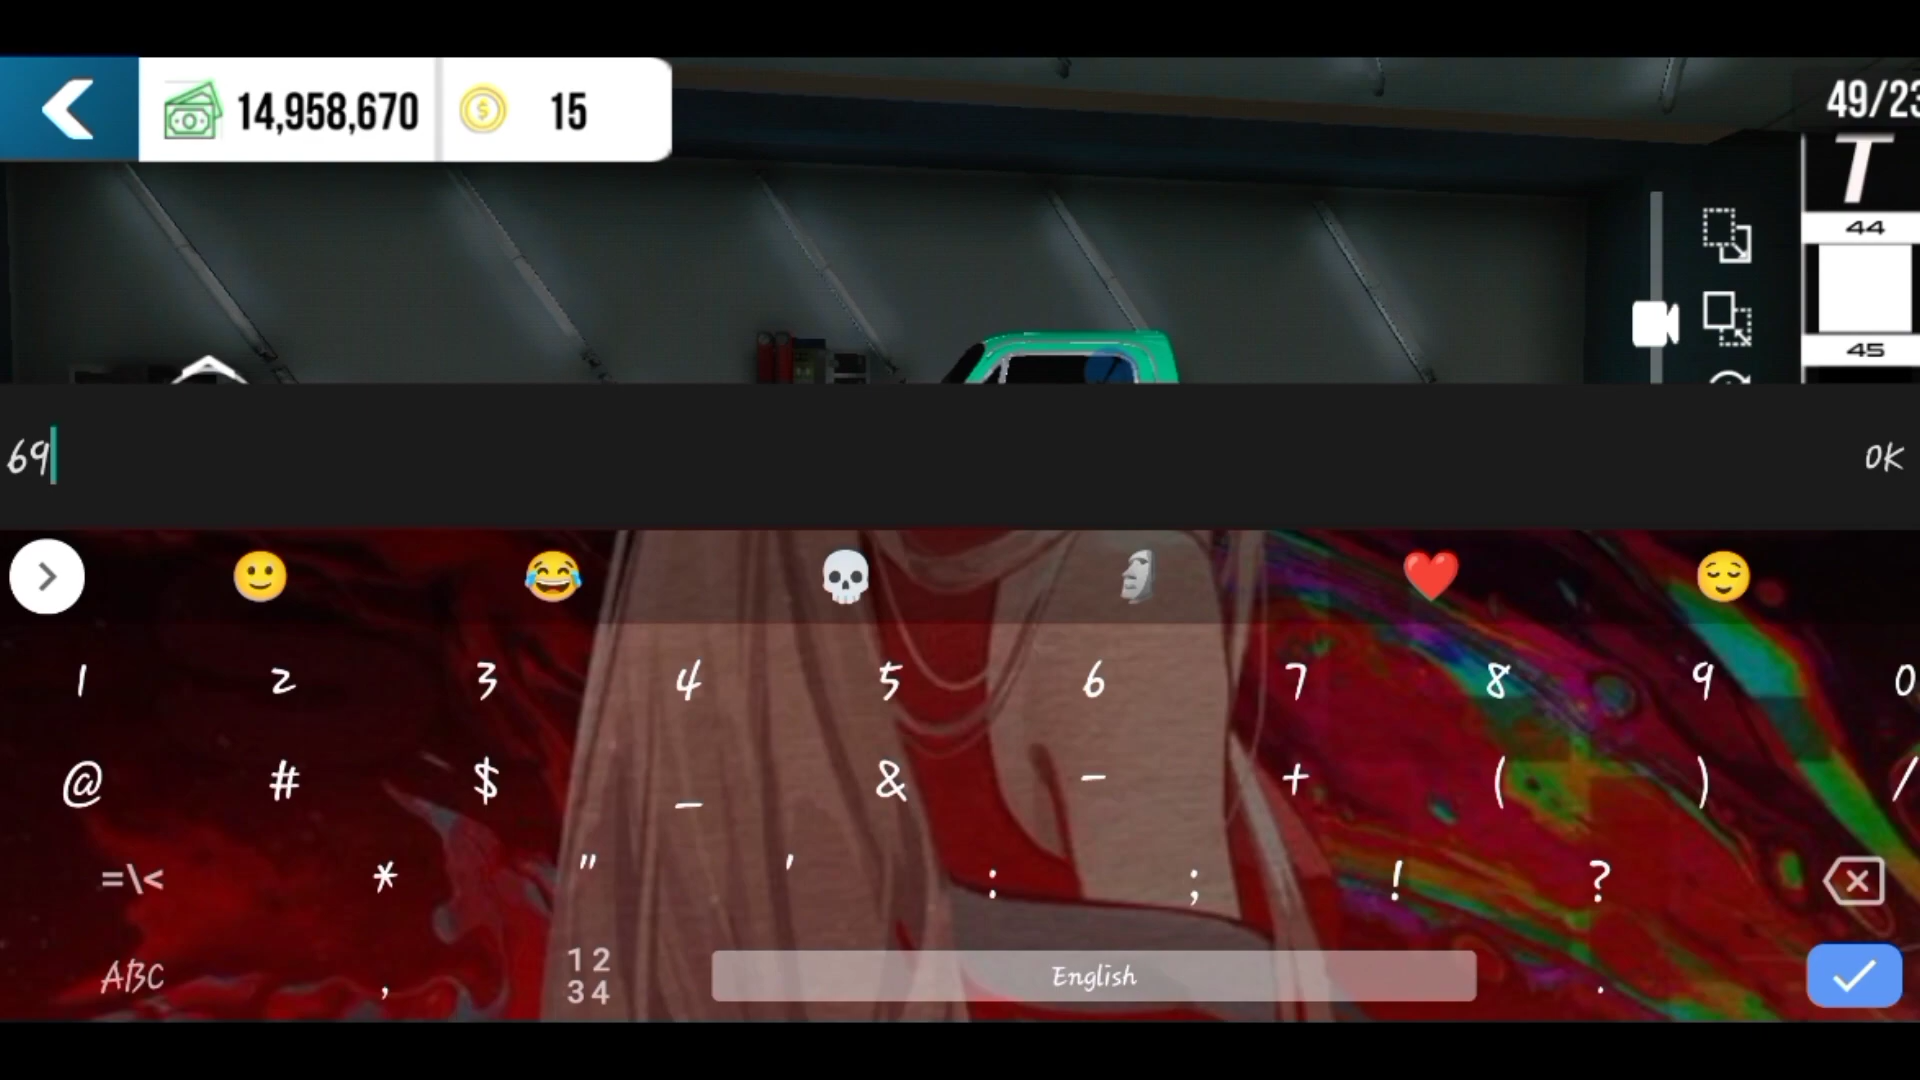 14,958,670 15
49/23
T
44
45
69
OK
1 2 3 4 5 6 7 8 9 0
@ # $ _ & - + ( ) /
=\< * " ' : ; ! ?
ABC , 12 English .
34